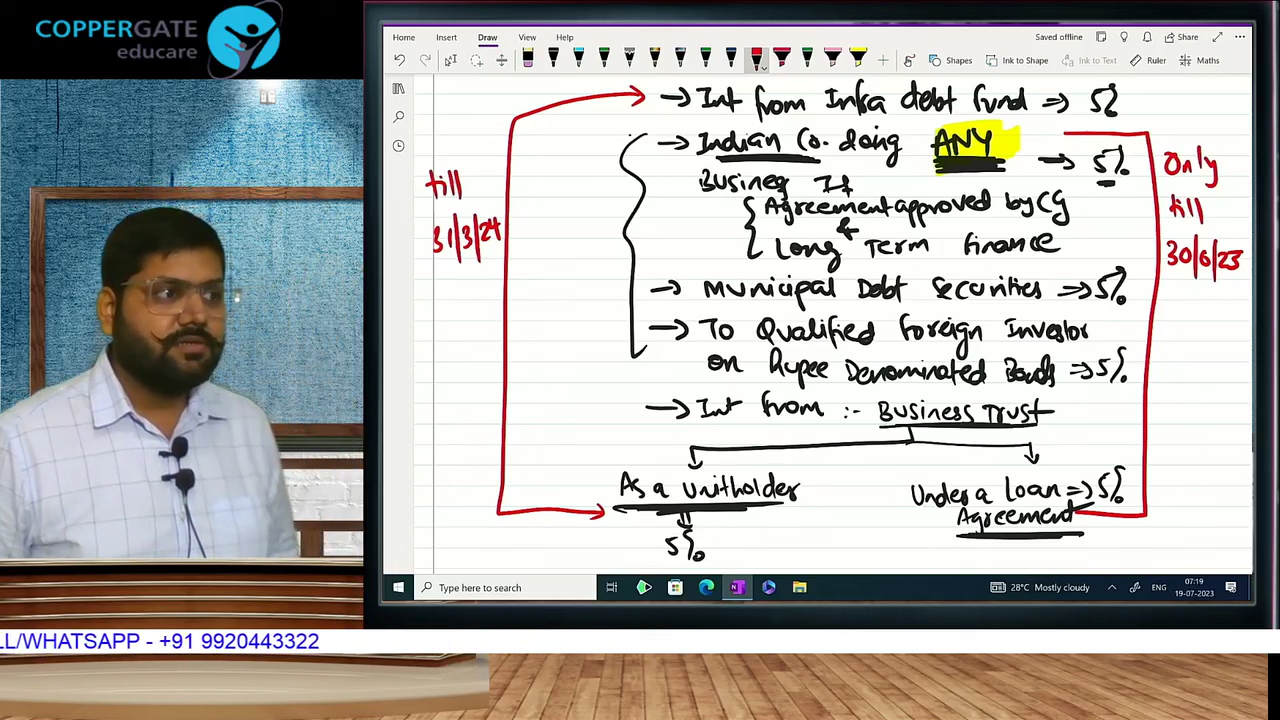 COPPERGATE
educare
Home Insert Draw View Help
Saved offline
Share
Shapes
Ink to Shape
Ink to Text
Ruler
Maths
→ Int from Infra debt fund ⇒ 5%
→ Indian Co. doing ANY → 5%
Business If
Agreement approved by CG
&
Long Term finance
→ Municipal Debt Securities ⇒ 5%
→ To Qualified Foreign Investor
on Rupee Denominated Bonds ⇒ 5%
→ Int from :- Business Trust
As a unitholder
5%
Under a loan ⇒ 5%
Agreement
till
31/3/24
Only
till
30/6/23
Type here to search
28°C Mostly cloudy
ENG
07:19
19-07-2023
LL/WHATSAPP - +91 9920443322